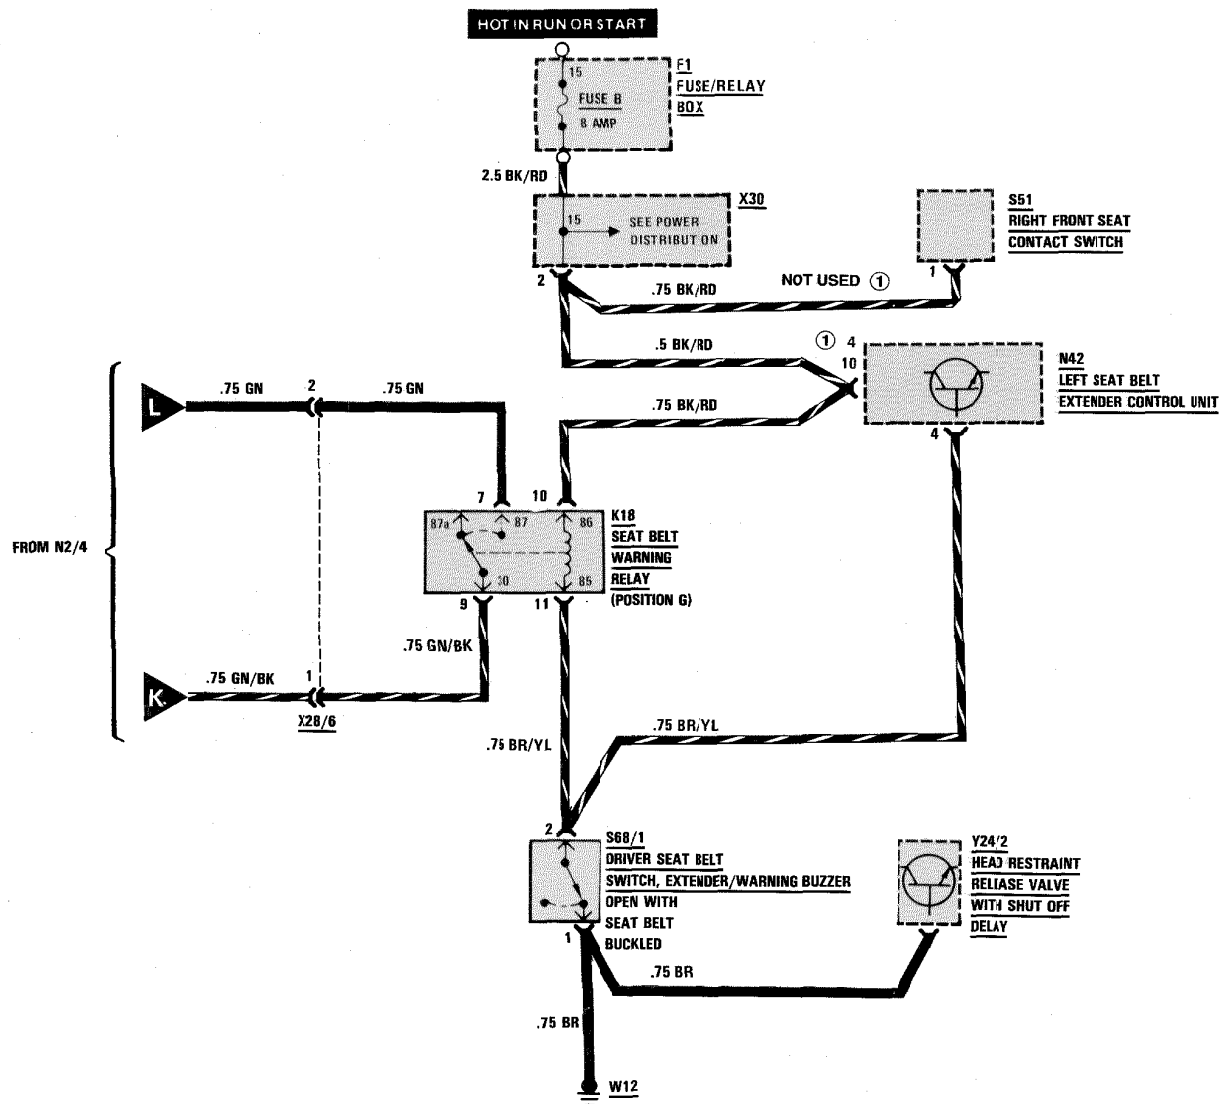 HOT IN RUN OR START
15
FUSE B
8 AMP
F1
FUSE/RELAY
BOX
2.5 BK/RD
X30
15
SEE POWER
DISTRIBUT ON
2
S51
RIGHT FRONT SEAT
CONTACT SWITCH
1
.75 BK/RD
NOT USED ①
.5 BK/RD
① 4
10
N42
LEFT SEAT BELT
EXTENDER CONTROL UNIT
4
.75 BK/RD
L
.75 GN
2
.75 GN
FROM N2/4
7
10
87a
87
86
30
85
K18
SEAT BELT
WARNING
RELAY
(POSITION G)
9
11
.75 GN/BK
K
.75 GN/BK
1
X28/6
.75 BR/YL
.75 BR/YL
2
S68/1
DRIVER SEAT BELT
SWITCH, EXTENDER/WARNING BUZZER
OPEN WITH
SEAT BELT
BUCKLED
1
Y24/2
HEAD RESTRAINT
RELIASE VALVE
WITH SHUT OFF
DELAY
.75 BR
.75 BR
W12